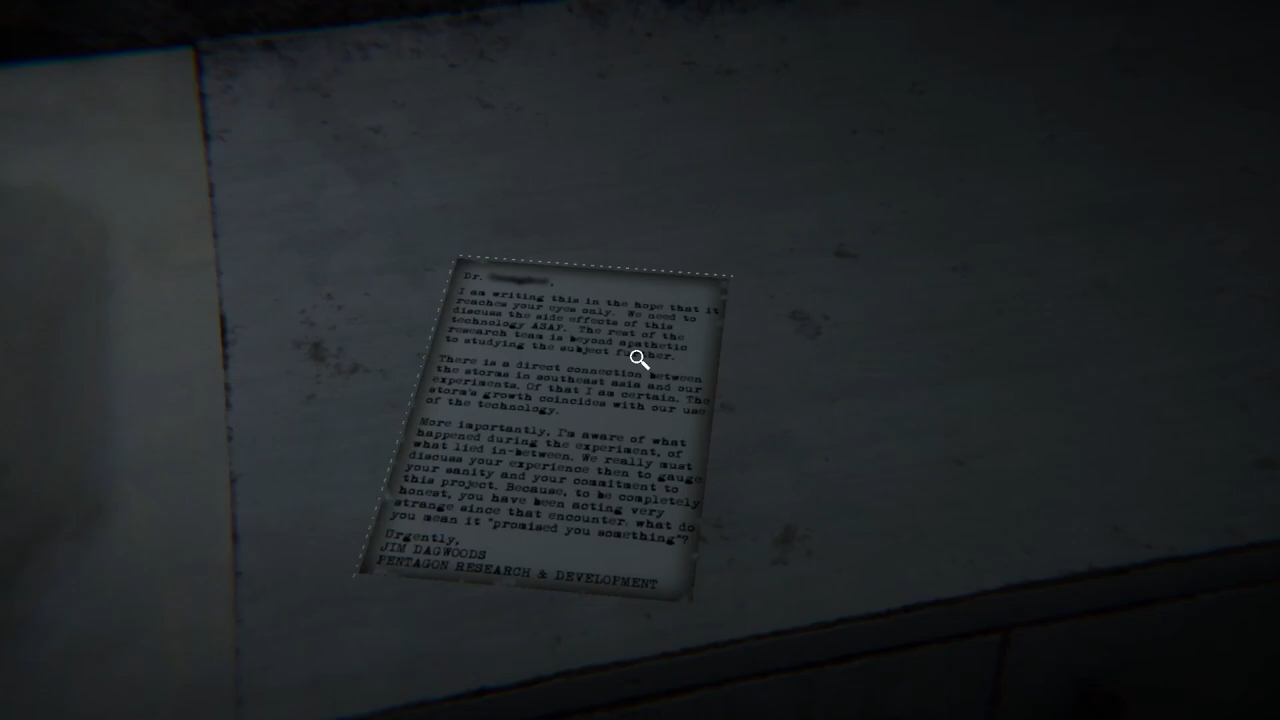 Dr.
I am writing this in the hope that it
reaches your eyes only. We need to
discuss the side effects of this
technology ASAP. The rest of the
research team is beyond apathetic
to studying the subject further.
There is a direct connection between
the storms in southeast asia and our
experiments. Of that I am certain. The
storm's growth coincides with our use
of the technology.
More importantly, I'm aware of what
happened during the experiment, of
what lied in-between. We really must
discuss your experience then to gauge
your sanity and your commitment to
this project. Because, to be completely
honest, you have been acting very
strange since that encounter. what do
you mean it "promised you something"?
Urgently,
JIM DAGWOODS
PENTAGON RESEARCH & DEVELOPMENT